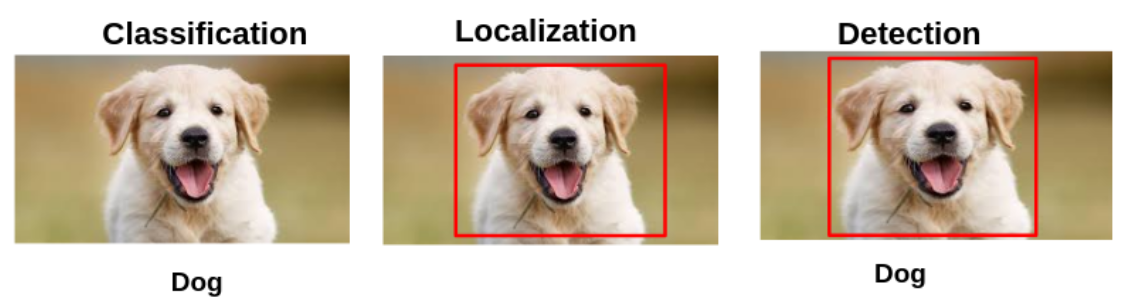 Classification
Localization
Detection
Dog
Dog